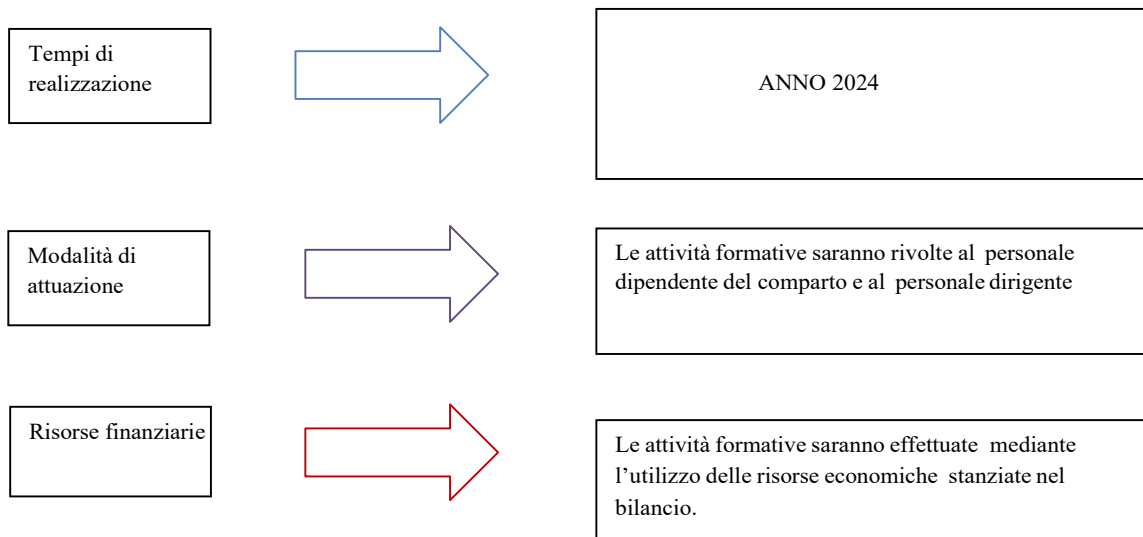 Tempi di
realizzazione
ANNO 2024
Modalità di
attuazione
Le attività formative saranno rivolte al personale
dipendente del comparto e al personale dirigente
Risorse finanziarie
Le attività formative saranno effettuate mediante
l’utilizzo delle risorse economiche stanziate nel
bilancio.